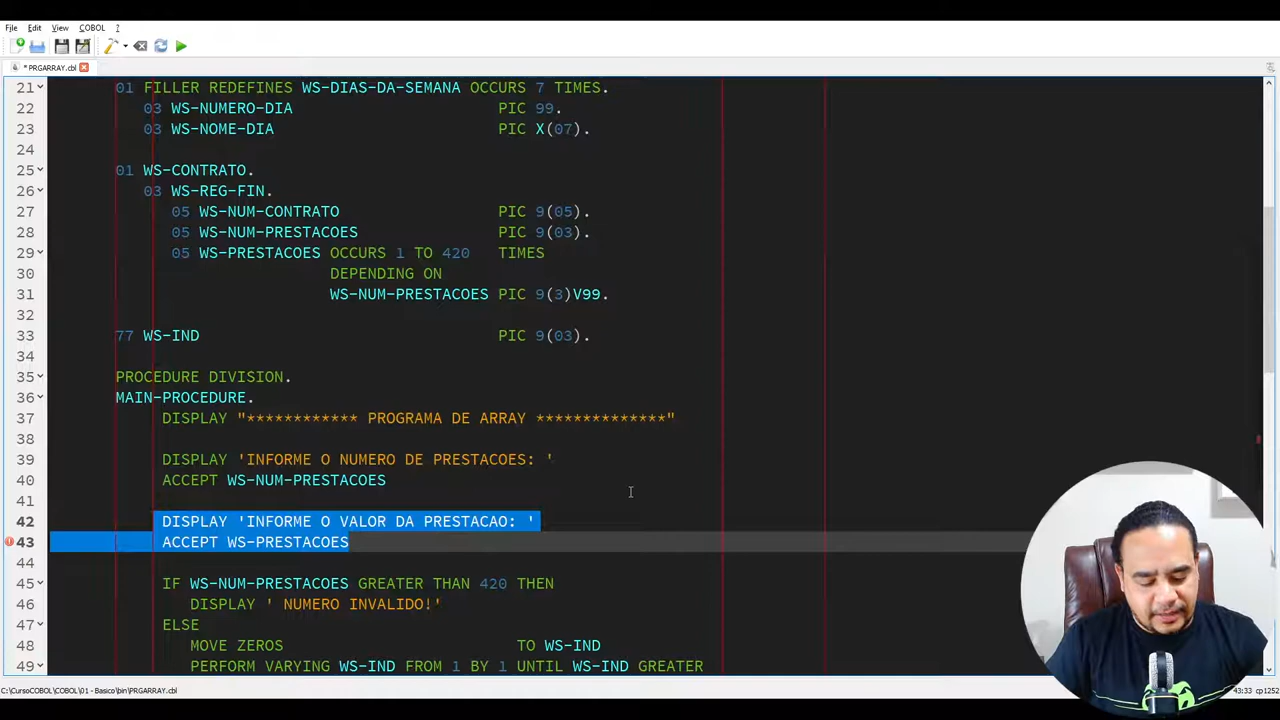 File Edit View COBOL ?
* PRGARRAY.cbl
21 01 FILLER REDEFINES WS-DIAS-DA-SEMANA OCCURS 7 TIMES.
22 03 WS-NUMERO-DIA PIC 99.
23 03 WS-NOME-DIA PIC X(07).
24
25 01 WS-CONTRATO.
26 03 WS-REG-FIN.
27 05 WS-NUM-CONTRATO PIC 9(05).
28 05 WS-NUM-PRESTACOES PIC 9(03).
29 05 WS-PRESTACOES OCCURS 1 TO 420 TIMES
30 DEPENDING ON
31 WS-NUM-PRESTACOES PIC 9(3)V99.
32
33 77 WS-IND PIC 9(03).
34
35 PROCEDURE DIVISION.
36 MAIN-PROCEDURE.
37 DISPLAY "************ PROGRAMA DE ARRAY **************"
38
39 DISPLAY 'INFORME O NUMERO DE PRESTACOES: '
40 ACCEPT WS-NUM-PRESTACOES
41
42 DISPLAY 'INFORME O VALOR DA PRESTACAO: '
43 ACCEPT WS-PRESTACOES
44
45 IF WS-NUM-PRESTACOES GREATER THAN 420 THEN
46 DISPLAY ' NUMERO INVALIDO!'
47 ELSE
48 MOVE ZEROS TO WS-IND
49 PERFORM VARYING WS-IND FROM 1 BY 1 UNTIL WS-IND GREATER
C:\CursoCOBOL\COBOL\01 - Basico\bin\PRGARRAY.cbl 43:33 cp1252